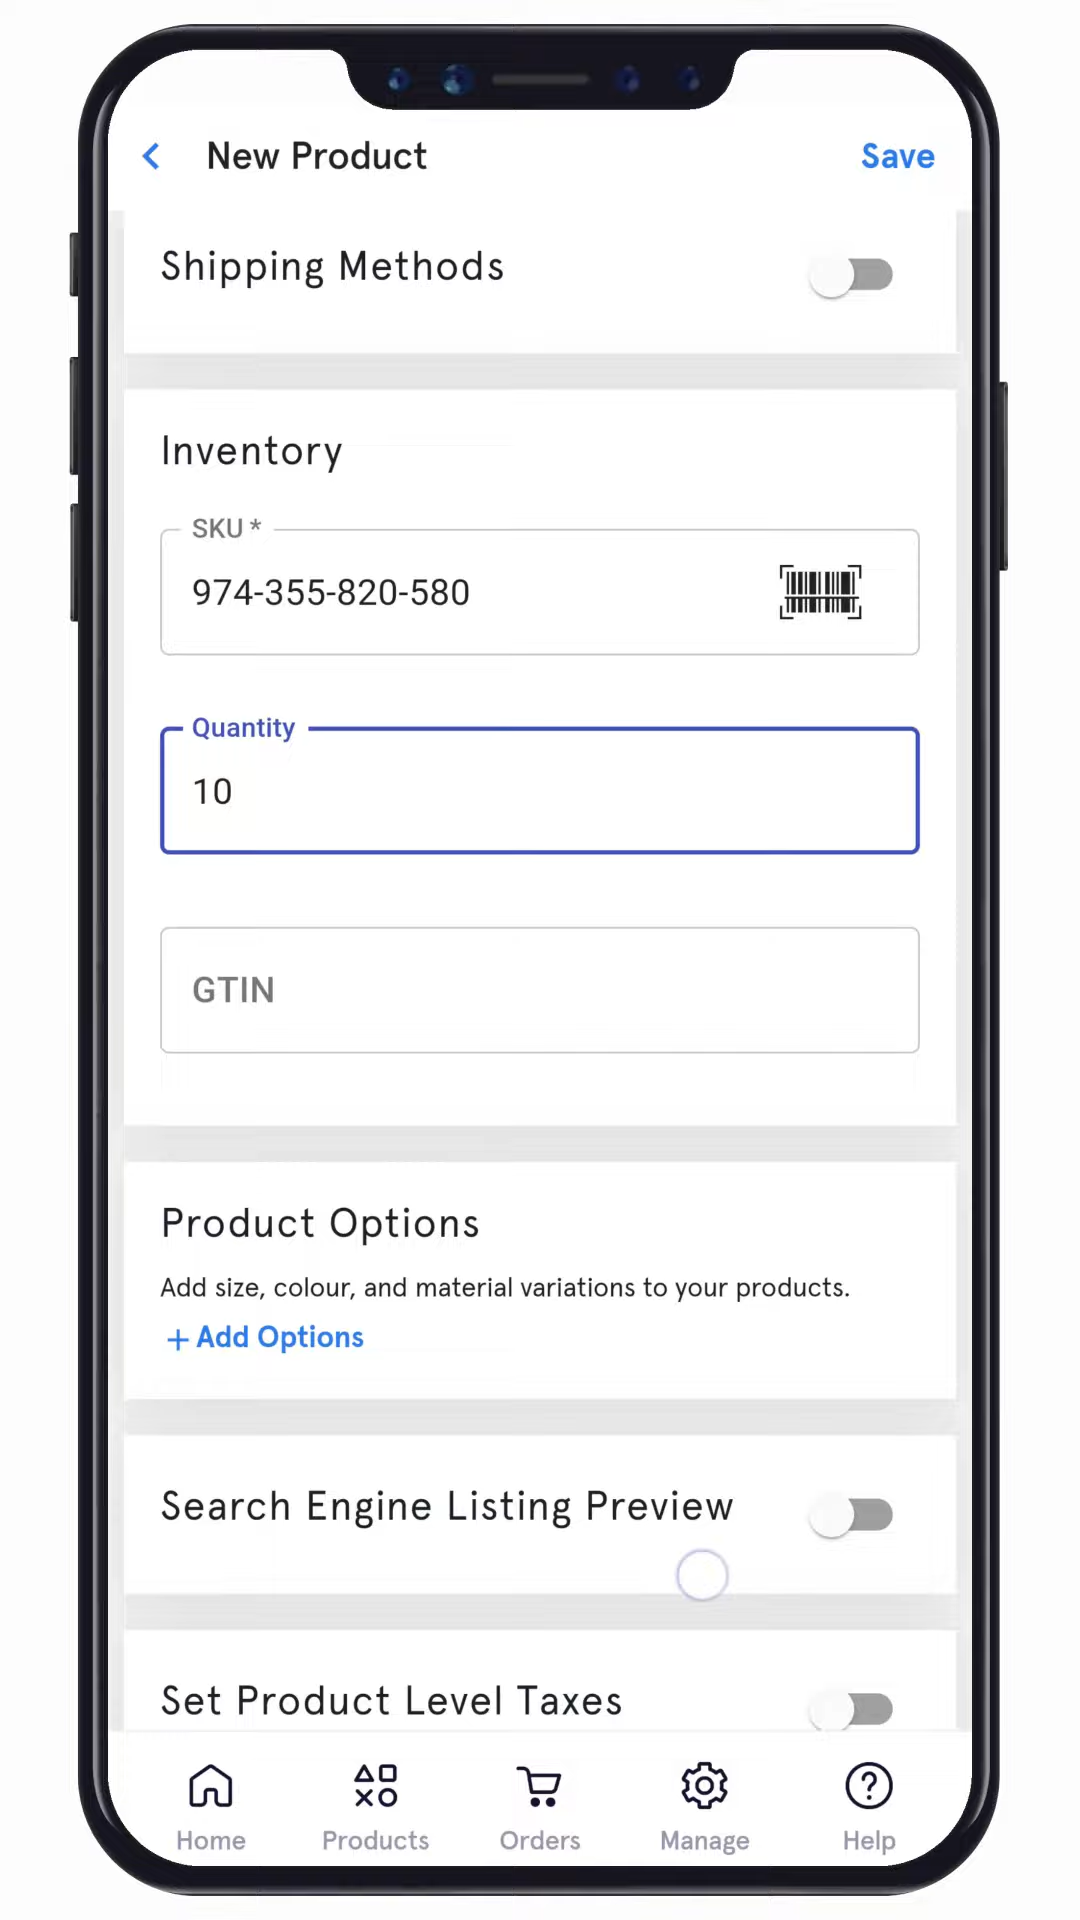 New Product
Save
Shipping Methods
Inventory
SKU *
974-355-820-580
Quantity
10
GTIN
Product Options
Add size, colour, and material variations to your products.
+ Add Options
Search Engine Listing Preview
Set Product Level Taxes
Home
Products
Orders
Manage
Help